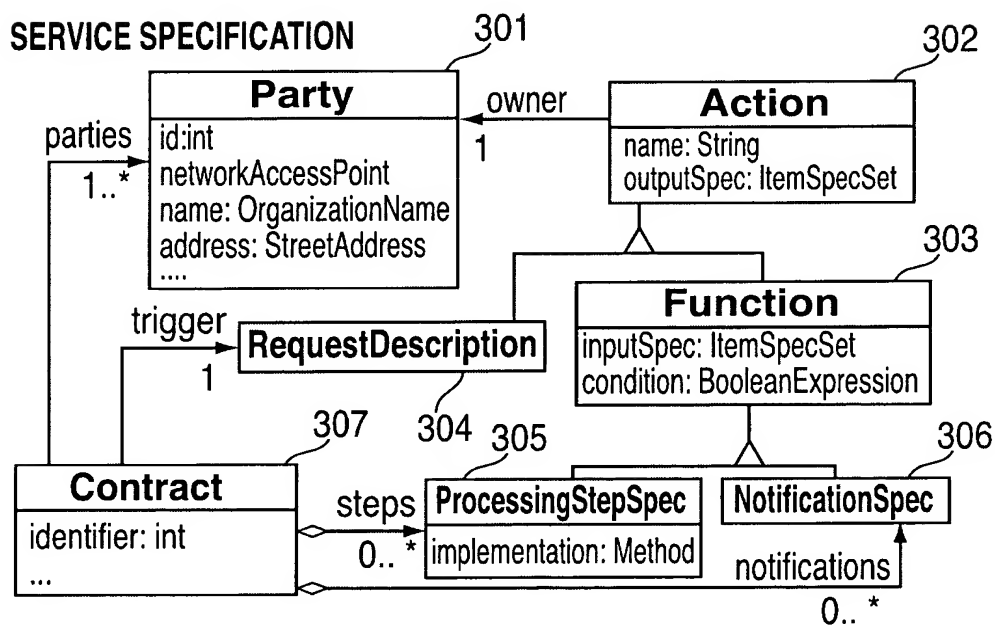 SERVICE SPECIFICATION
301
Party
id:int
networkAccessPoint
name: OrganizationName
address: StreetAddress
....
302
Action
name: String
outputSpec: ItemSpecSet
owner
1
parties
1..*
303
Function
inputSpec: ItemSpecSet
condition: BooleanExpression
trigger
1
RequestDescription
304
307
Contract
identifier: int
...
305
ProcessingStepSpec
implementation: Method
steps
0.. *
306
NotificationSpec
notifications
0.. *